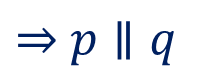 ⇒ p ∥ q